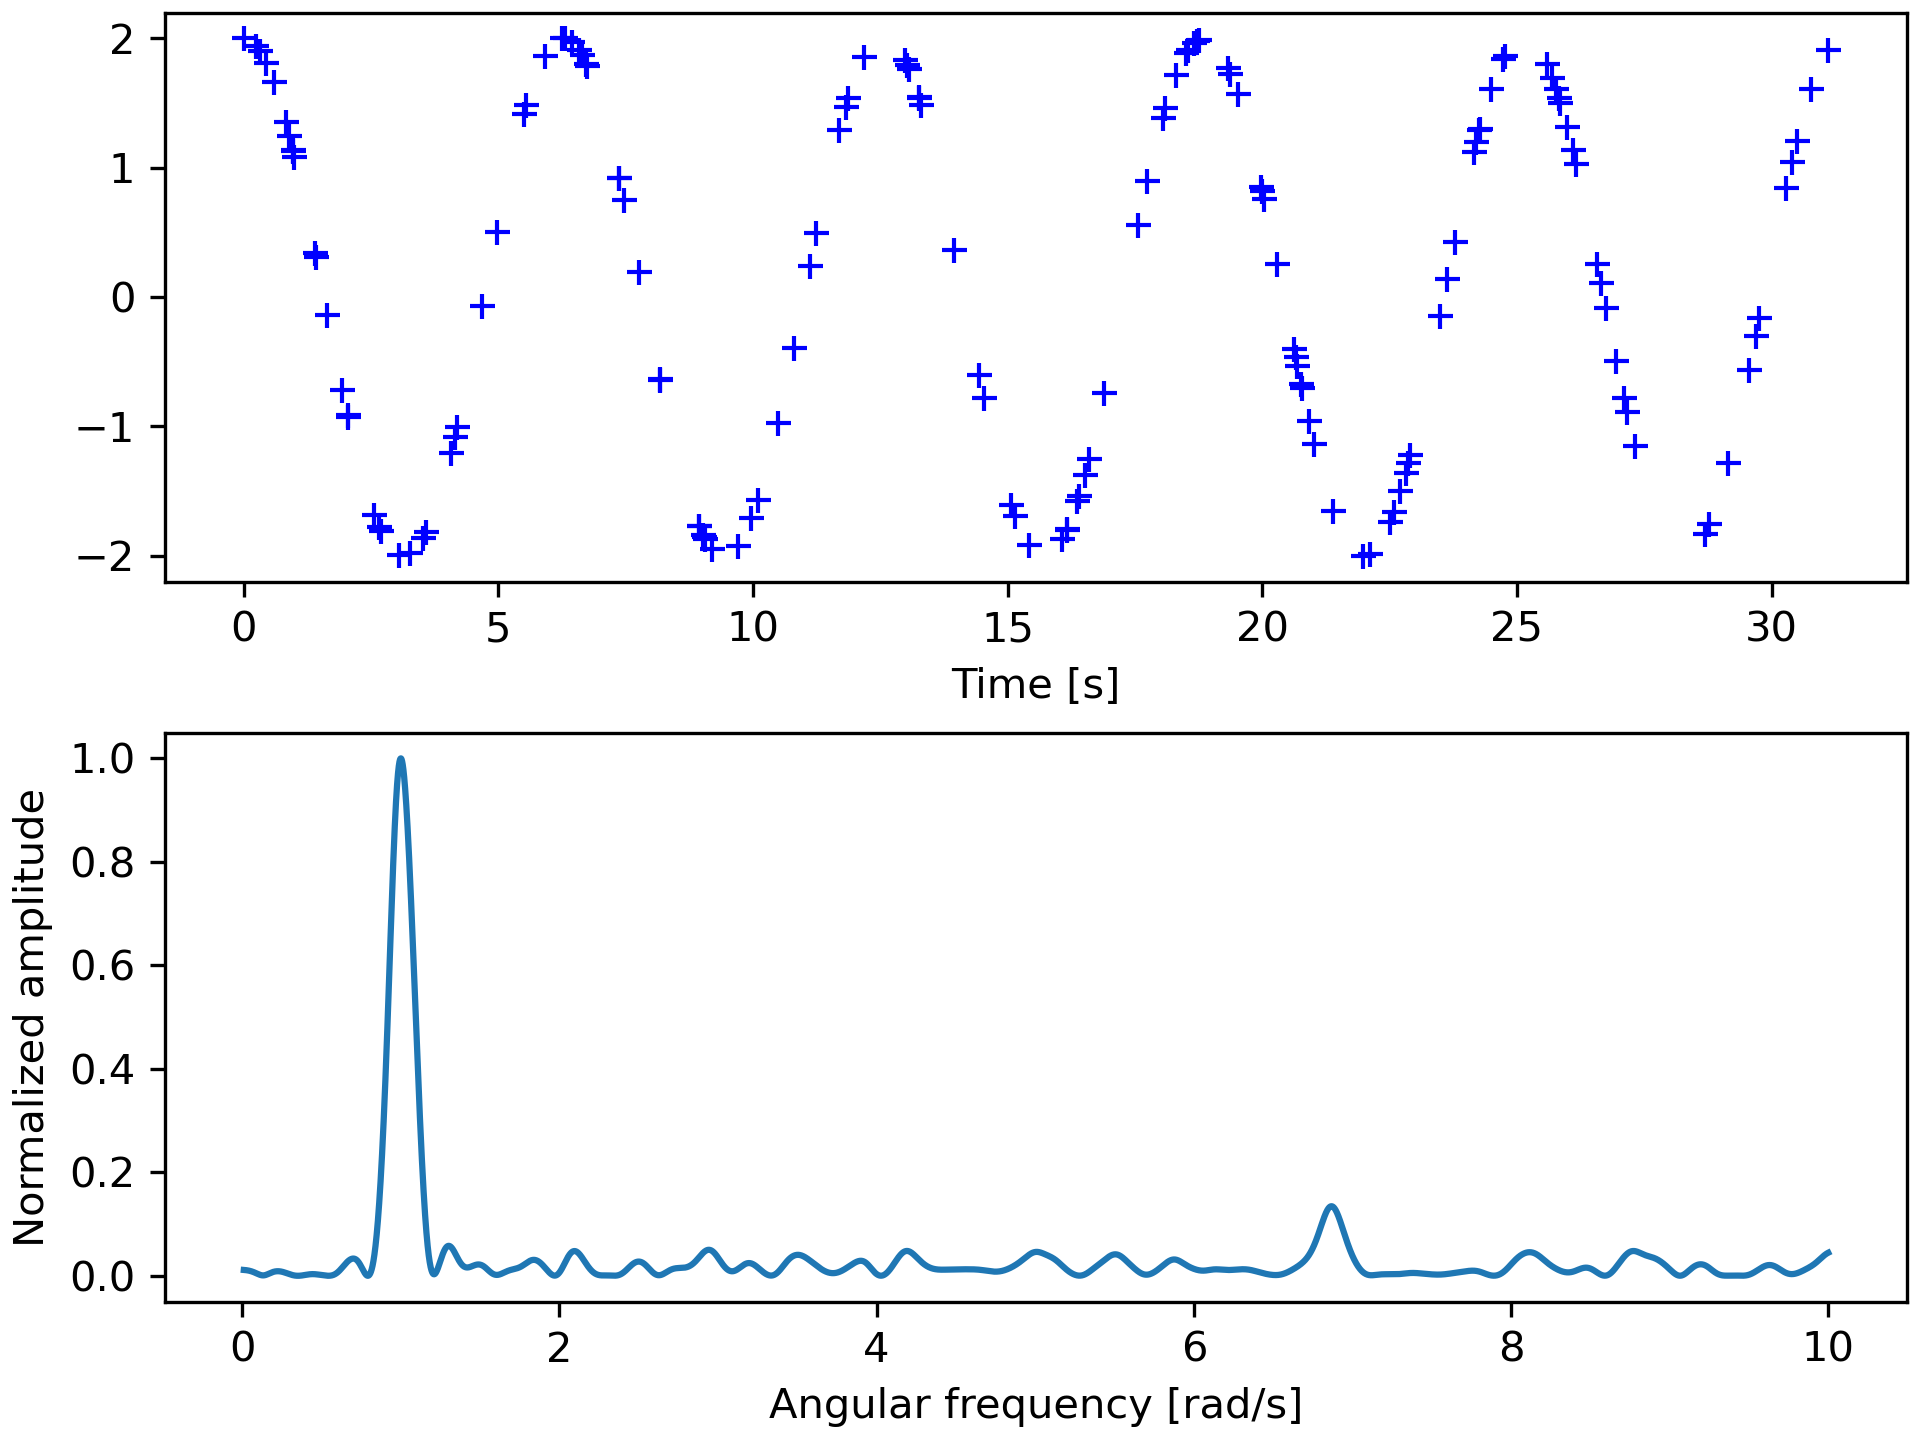 2
1
0
−1
−2
0 5 10 15 20 25 30
Time [s]
1.0
0.8
0.6
0.4
0.2
0.0
Normalized amplitude
0 2 4 6 8 10
Angular frequency [rad/s]